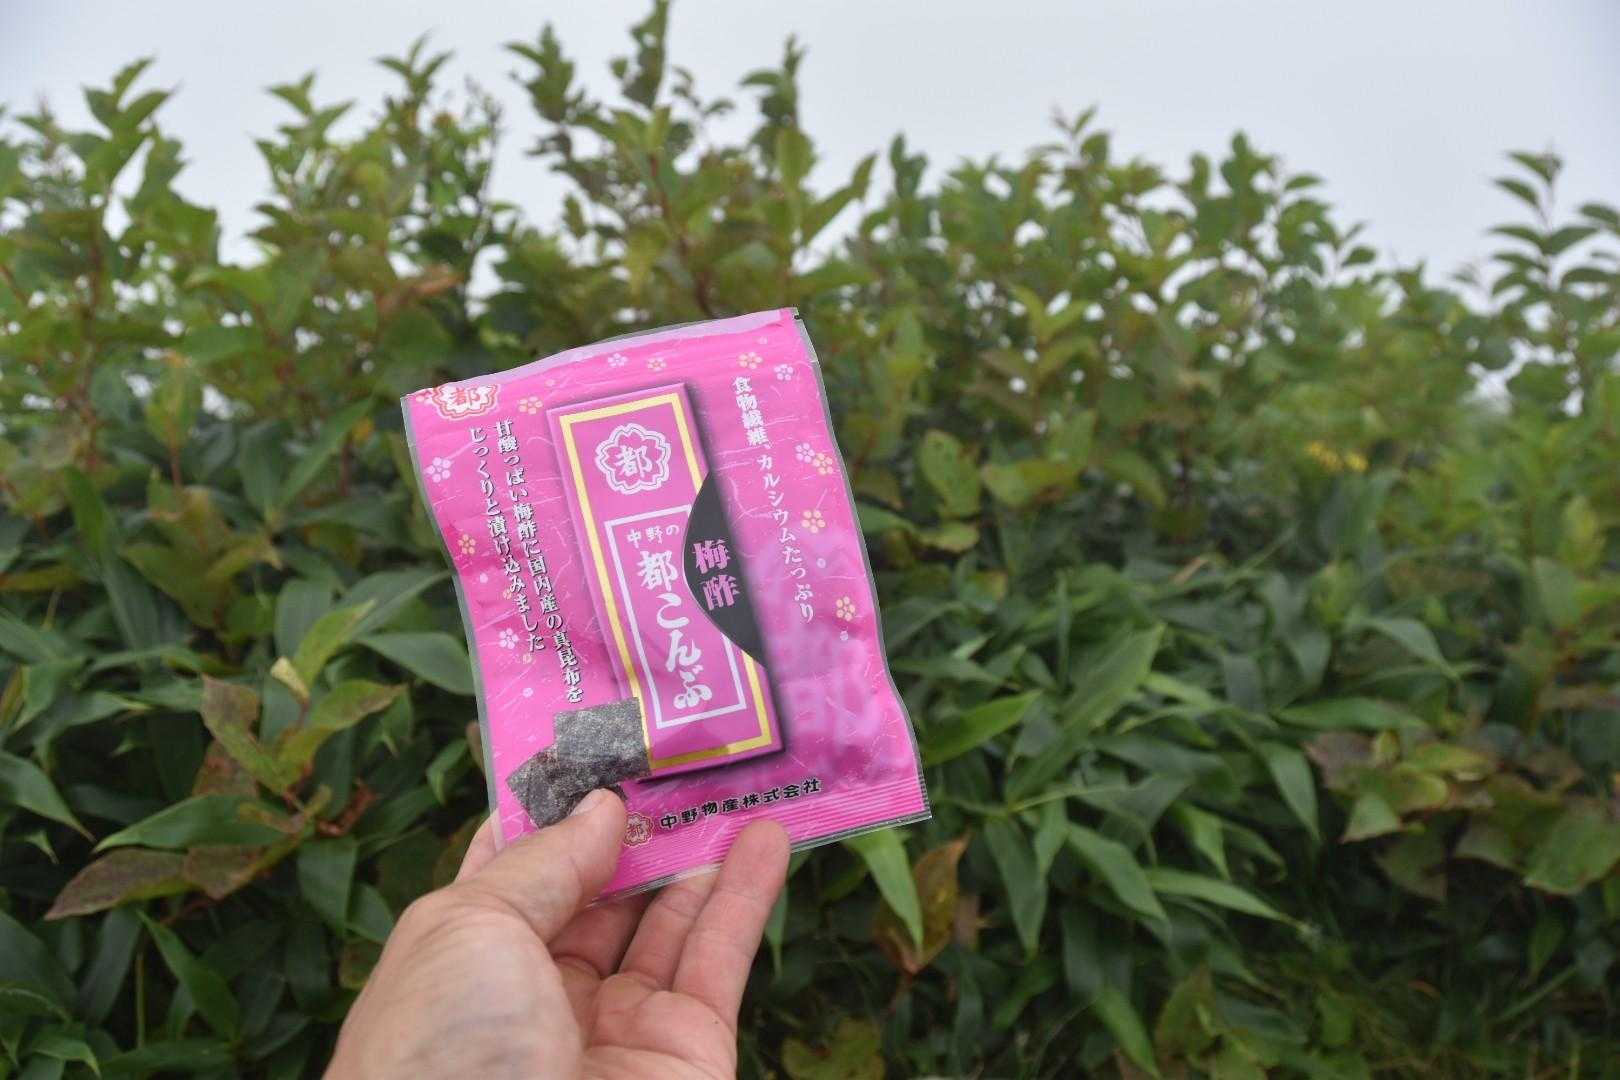 食物繊維、カルシウムたっぷり
都
梅酢
都
中野の
都こんぶ
甘酸っぱい梅酢に国内産の真昆布を
じっくりと漬け込みました
都
中野物産株式会社